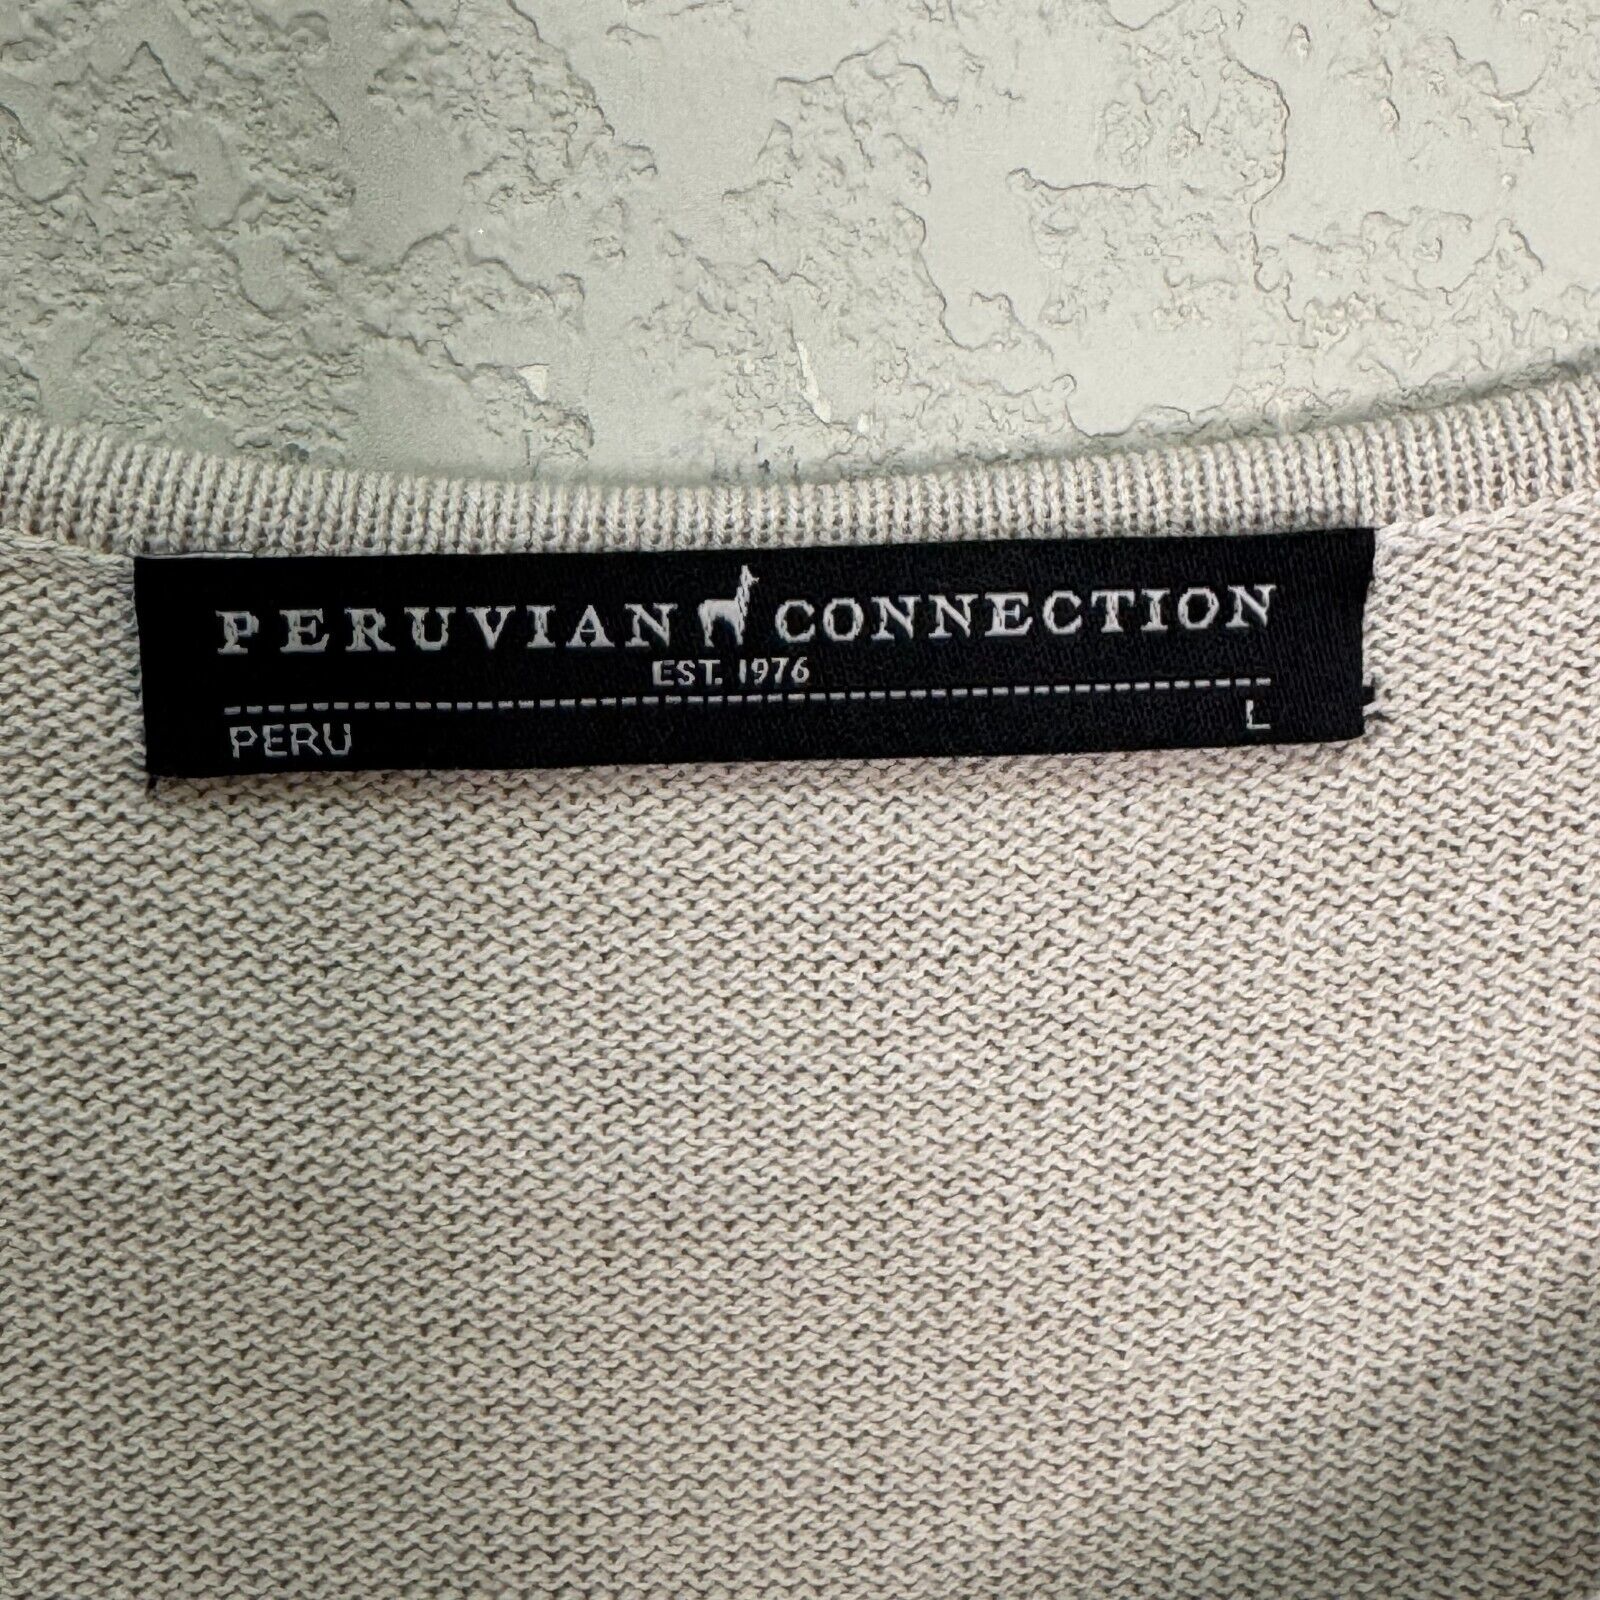 PERUVIAN CONNECTION
EST. 1976
PERU L